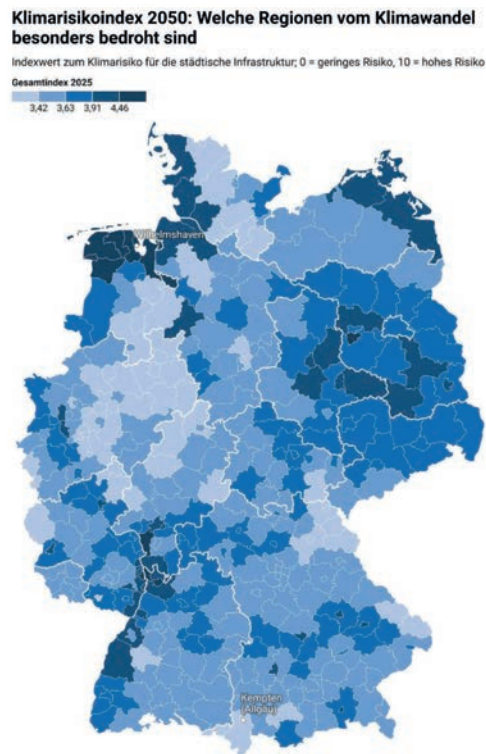 Klimarisikoindex 2050: Welche Regionen vom Klimawandel
besonders bedroht sind
Indexwert zum Klimarisiko für die städtische Infrastruktur; 0 = geringes Risiko, 10 = hohes Risiko
Gesamtindex 2025
3,42 3,63 3,91 4,46
Wilhelmshaven
Kempten
(Allgäu)